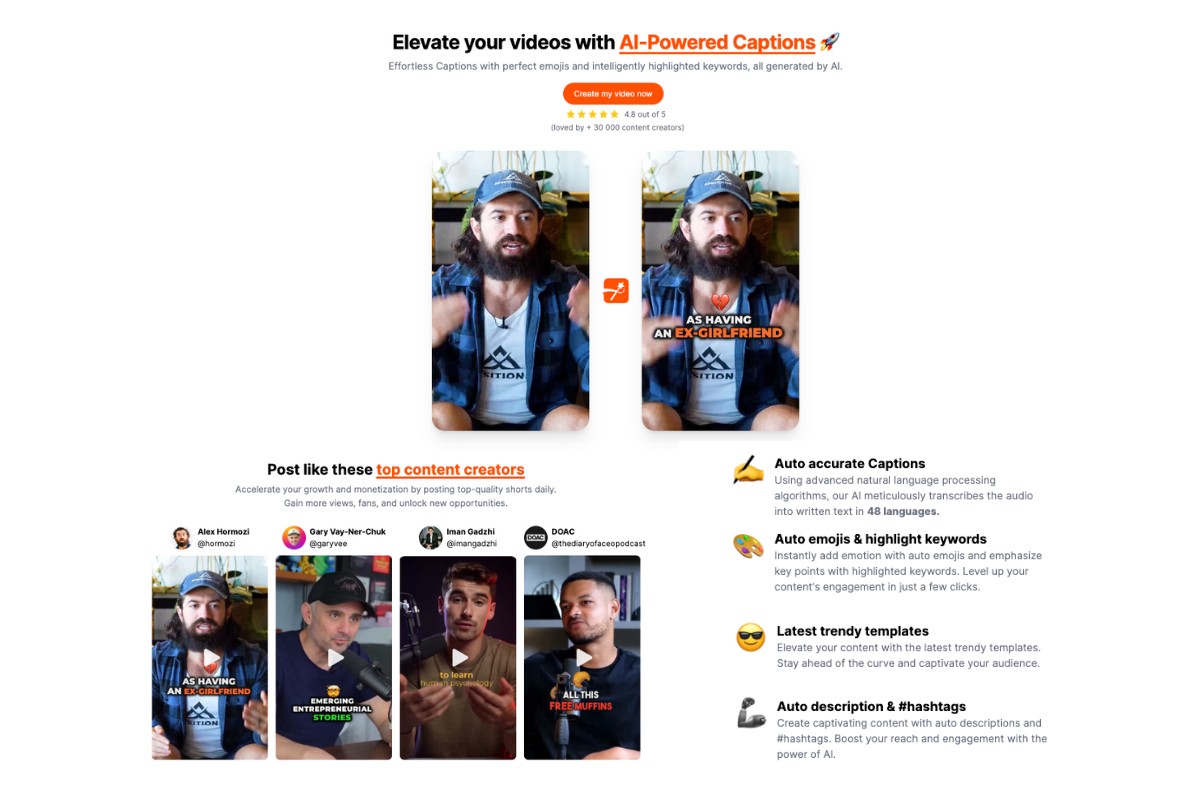 Elevate your videos with AI-Powered Captions 🚀
Effortless Captions with perfect emojis and intelligently highlighted keywords, all generated by AI.
Create my video now
4.8 out of 5
(loved by + 30 000 content creators)
SITION
AS HAVING
AN EX-GIRLFRIEND
SITION
Post like these top content creators
Accelerate your growth and monetization by posting top-quality shorts daily.
Gain more views, fans, and unlock new opportunities.
Alex Hormozi
@hormozi
Gary Vay-Ner-Chuk
@garyvee
Iman Gadzhi
@imangadzhi
DOAC
DOAC
@thediaryofaceopodcast
AS HAVING
AN EX-GIRLFRIEND
SITION
EMERGING
ENTREPRENEURIAL
STORIES
to learn
human psychology
ALL THIS
FREE MUFFINS
Auto accurate Captions
Using advanced natural language processing
algorithms, our AI meticulously transcribes the audio
into written text in 48 languages.
Auto emojis & highlight keywords
Instantly add emotion with auto emojis and emphasize
key points with highlighted keywords. Level up your
content's engagement in just a few clicks.
Latest trendy templates
Elevate your content with the latest trendy templates.
Stay ahead of the curve and captivate your audience.
Auto description & #hashtags
Create captivating content with auto descriptions and
#hashtags. Boost your reach and engagement with the
power of AI.